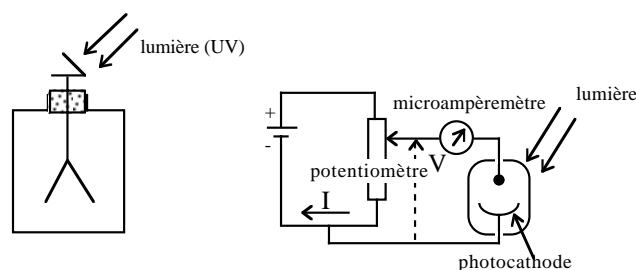 lumière (UV)
lumière
microampèremètre
+
-
V
potentiomètre
I
photocathode